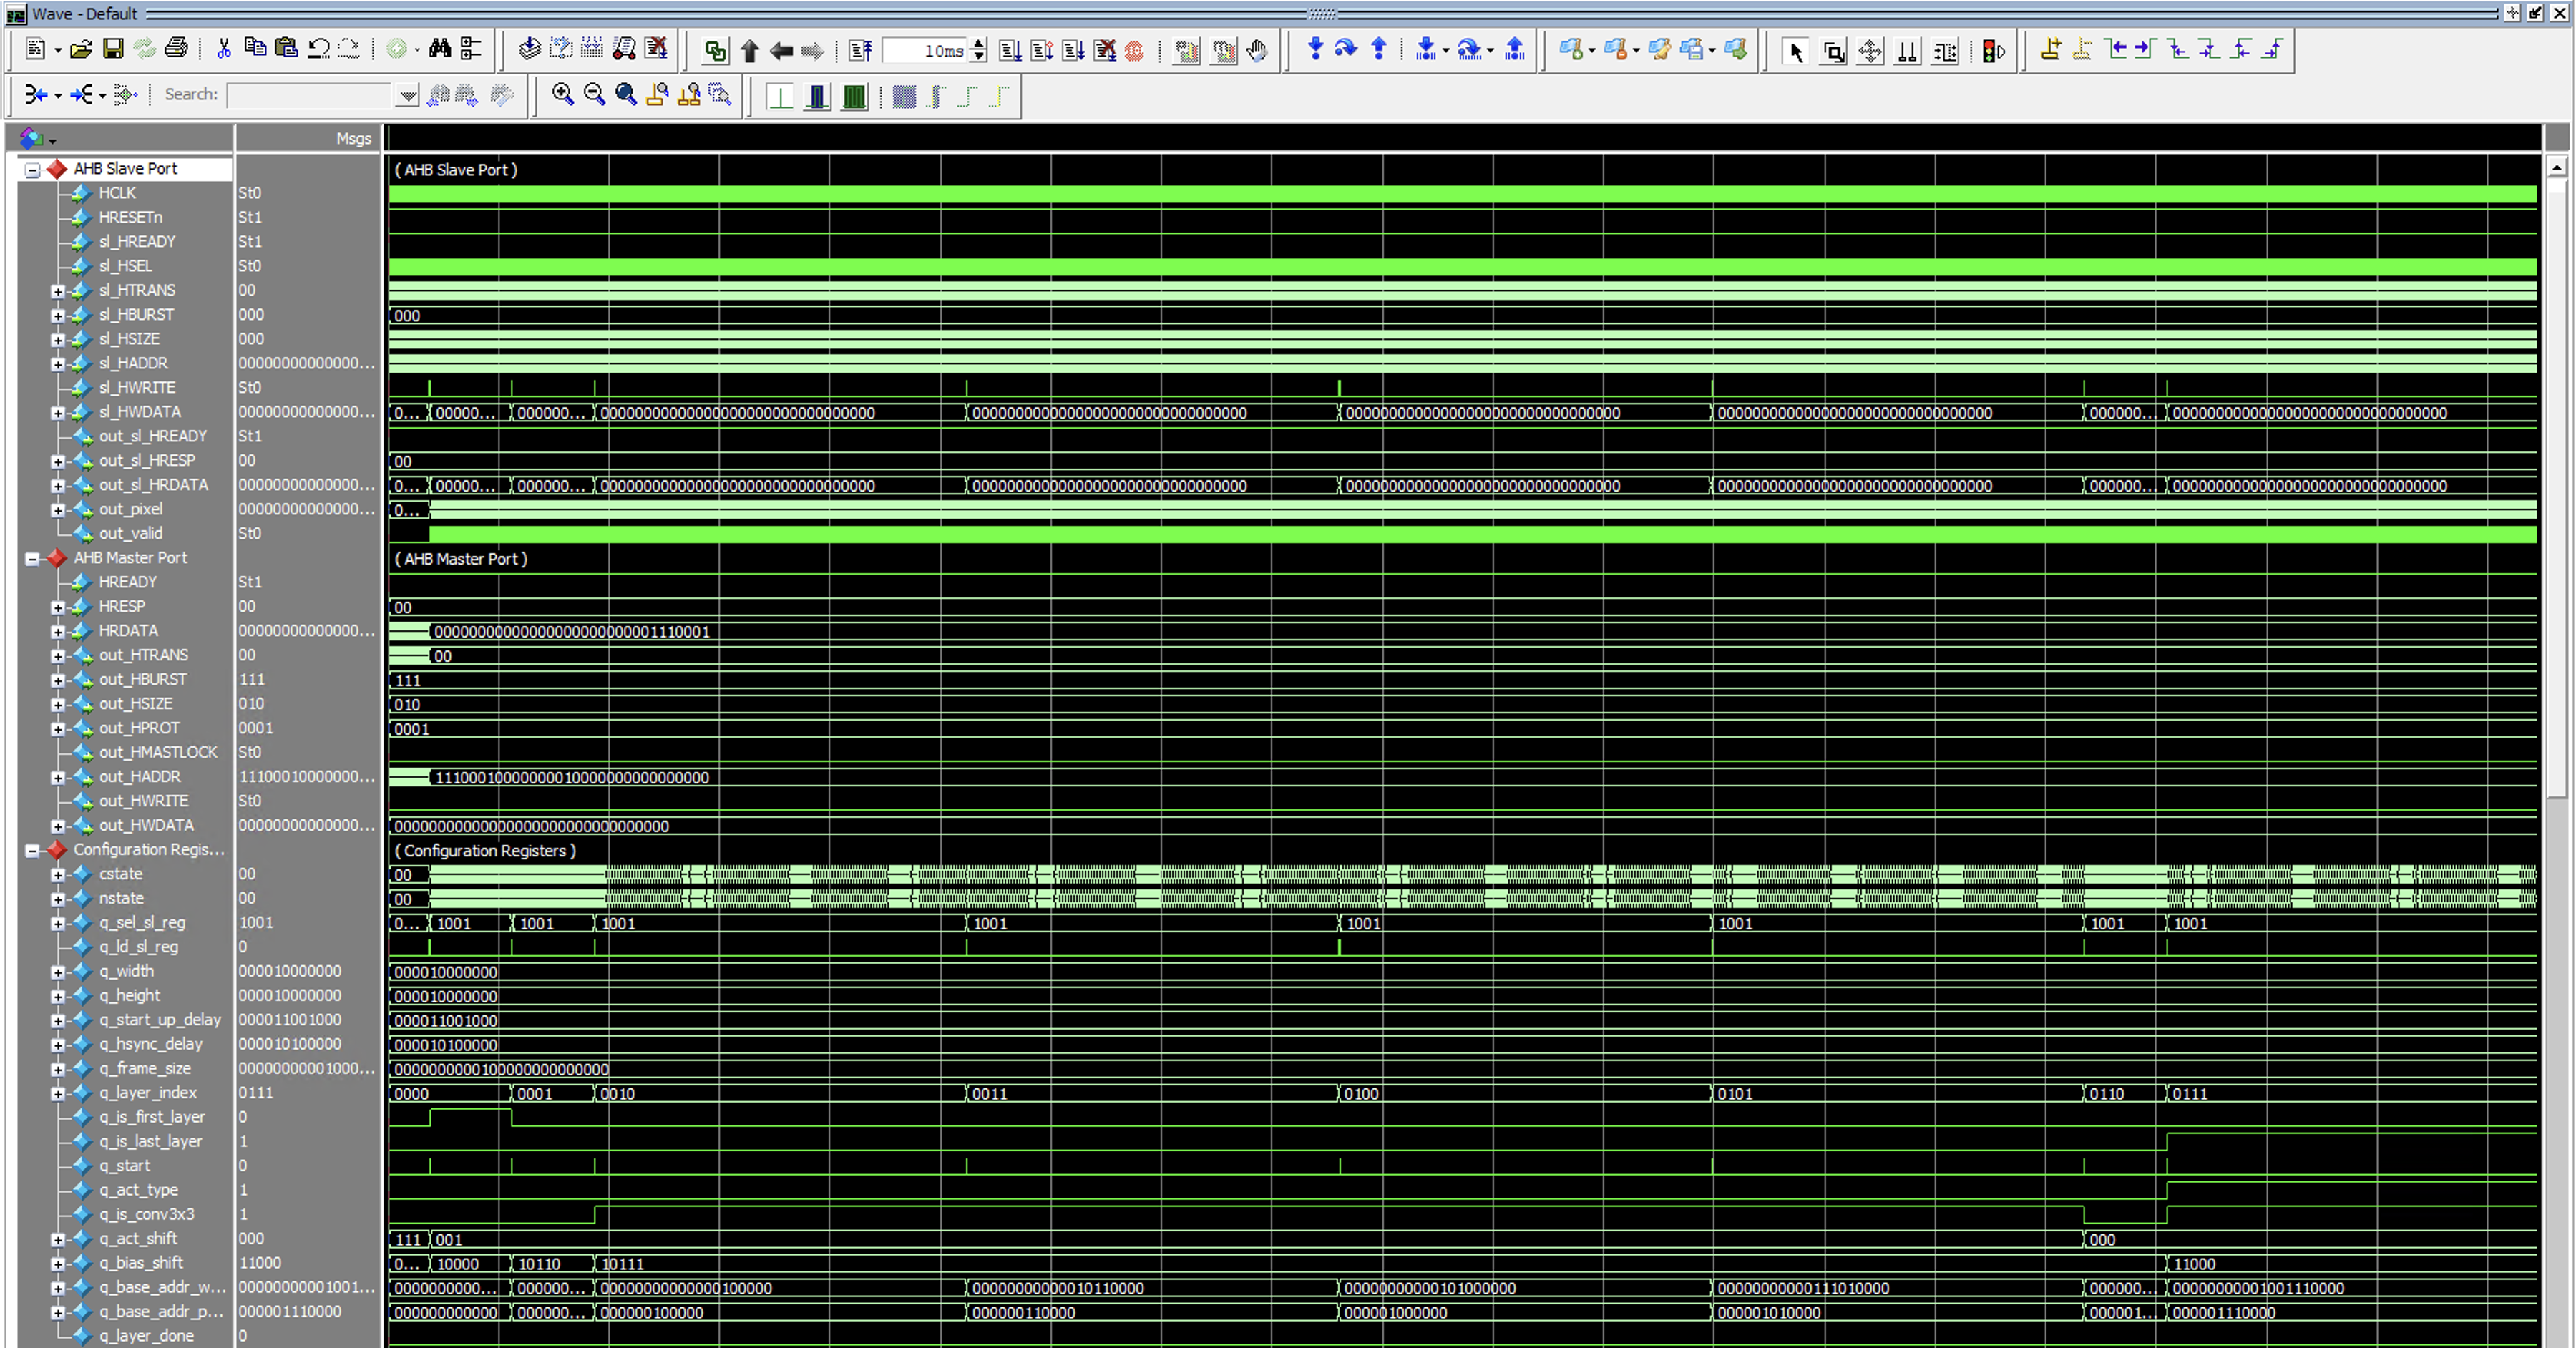 Wave - Default
10ms
Search:
Msgs
AHB Slave Port ( AHB Slave Port )
HCLK St0
HRESETn St1
sl_HREADY St1
sl_HSEL St0
sl_HTRANS 00
sl_HBURST 000 000
sl_HSIZE 000
sl_HADDR 00000000000000...
sl_HWRITE St0
sl_HWDATA 00000000000000... 0... 00000... 000000... 00000000000000000000000000000000 00000000000000000000000000000000 00000000000000000000000000000000 00000000000000000000000000000000 000000... 00000000000000000000000000000000
out_sl_HREADY St1
out_sl_HRESP 00 00
out_sl_HRDATA 00000000000000... 0... 00000... 000000... 00000000000000000000000000000000 00000000000000000000000000000000 00000000000000000000000000000000 00000000000000000000000000000000 000000... 00000000000000000000000000000000
out_pixel 00000000000000... 0...
out_valid St0
AHB Master Port ( AHB Master Port )
HREADY St1
HRESP 00 00
HRDATA 00000000000000... 00000000000000000000000001110001
out_HTRANS 00 00
out_HBURST 111 111
out_HSIZE 010 010
out_HPROT 0001 0001
out_HMASTLOCK St0
out_HADDR 11100010000000... 11100010000000010000000000000000
out_HWRITE St0
out_HWDATA 00000000000000... 00000000000000000000000000000000
Configuration Regis... ( Configuration Registers )
cstate 00 00
nstate 00 00
q_sel_sl_reg 1001 0... 1001 1001 1001 1001 1001 1001 1001 1001
q_ld_sl_reg 0
q_width 000010000000 000010000000
q_height 000010000000 000010000000
q_start_up_delay 000011001000 000011001000
q_hsync_delay 000010100000 000010100000
q_frame_size 00000000001000... 0000000000100000000000000
q_layer_index 0111 0000 0001 0010 0011 0100 0101 0110 0111
q_is_first_layer 0
q_is_last_layer 1
q_start 0
q_act_type 1
q_is_conv3x3 1
q_act_shift 000 111 001 000
q_bias_shift 11000 0... 10000 10110 10111 11000
q_base_addr_w... 00000000001001... 0000000000... 000000... 00000000000000100000 00000000000010110000 00000000000101000000 00000000000111010000 000000... 00000000001001110000
q_base_addr_p... 000001110000 000000000000 000000... 000000100000 000000110000 000001000000 000001010000 000001... 000001110000
q_layer_done 0